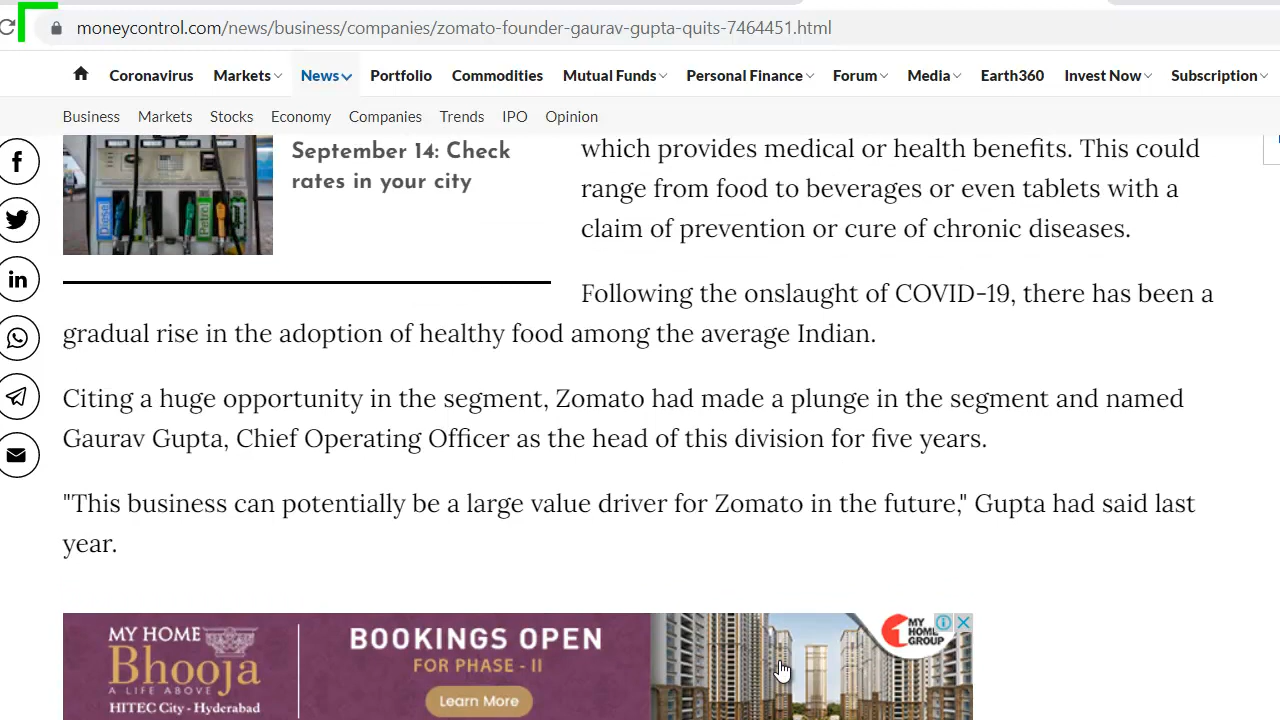 moneycontrol.com/news/business/companies/zomato-founder-gaurav-gupta-quits-7464451.html
Coronavirus Markets News Portfolio Commodities Mutual Funds Personal Finance Forum Media Earth360 Invest Now Subscription
Business Markets Stocks Economy Companies Trends IPO Opinion
September 14: Check
rates in your city
Diesel
Petrol
which provides medical or health benefits. This could
range from food to beverages or even tablets with a
claim of prevention or cure of chronic diseases.
Following the onslaught of COVID-19, there has been a
gradual rise in the adoption of healthy food among the average Indian.
Citing a huge opportunity in the segment, Zomato had made a plunge in the segment and named
Gaurav Gupta, Chief Operating Officer as the head of this division for five years.
"This business can potentially be a large value driver for Zomato in the future," Gupta had said last
year.
MY HOME
Bhooja
A LIFE ABOVE
HITEC City - Hyderabad
BOOKINGS OPEN
FOR PHASE - II
Learn More
MY
HOME
GROUP